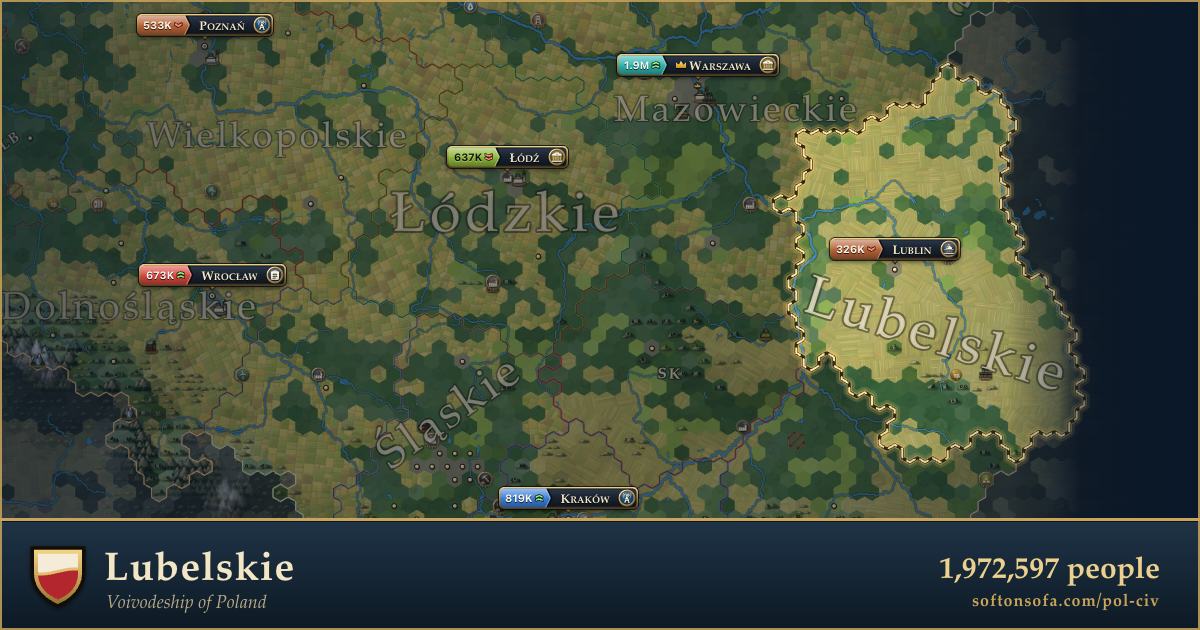 533K Poznań
1.9M Warszawa
Mazowieckie
Wielkopolskie
LB
637K Łódź
Łódzkie
326K Lublin
673K Wrocław
Dolnośląskie
Lubelskie
SK
Śląskie
819K Kraków
Lubelskie
1,972,597 people
Voivodeship of Poland
softonsofa.com/pol-civ